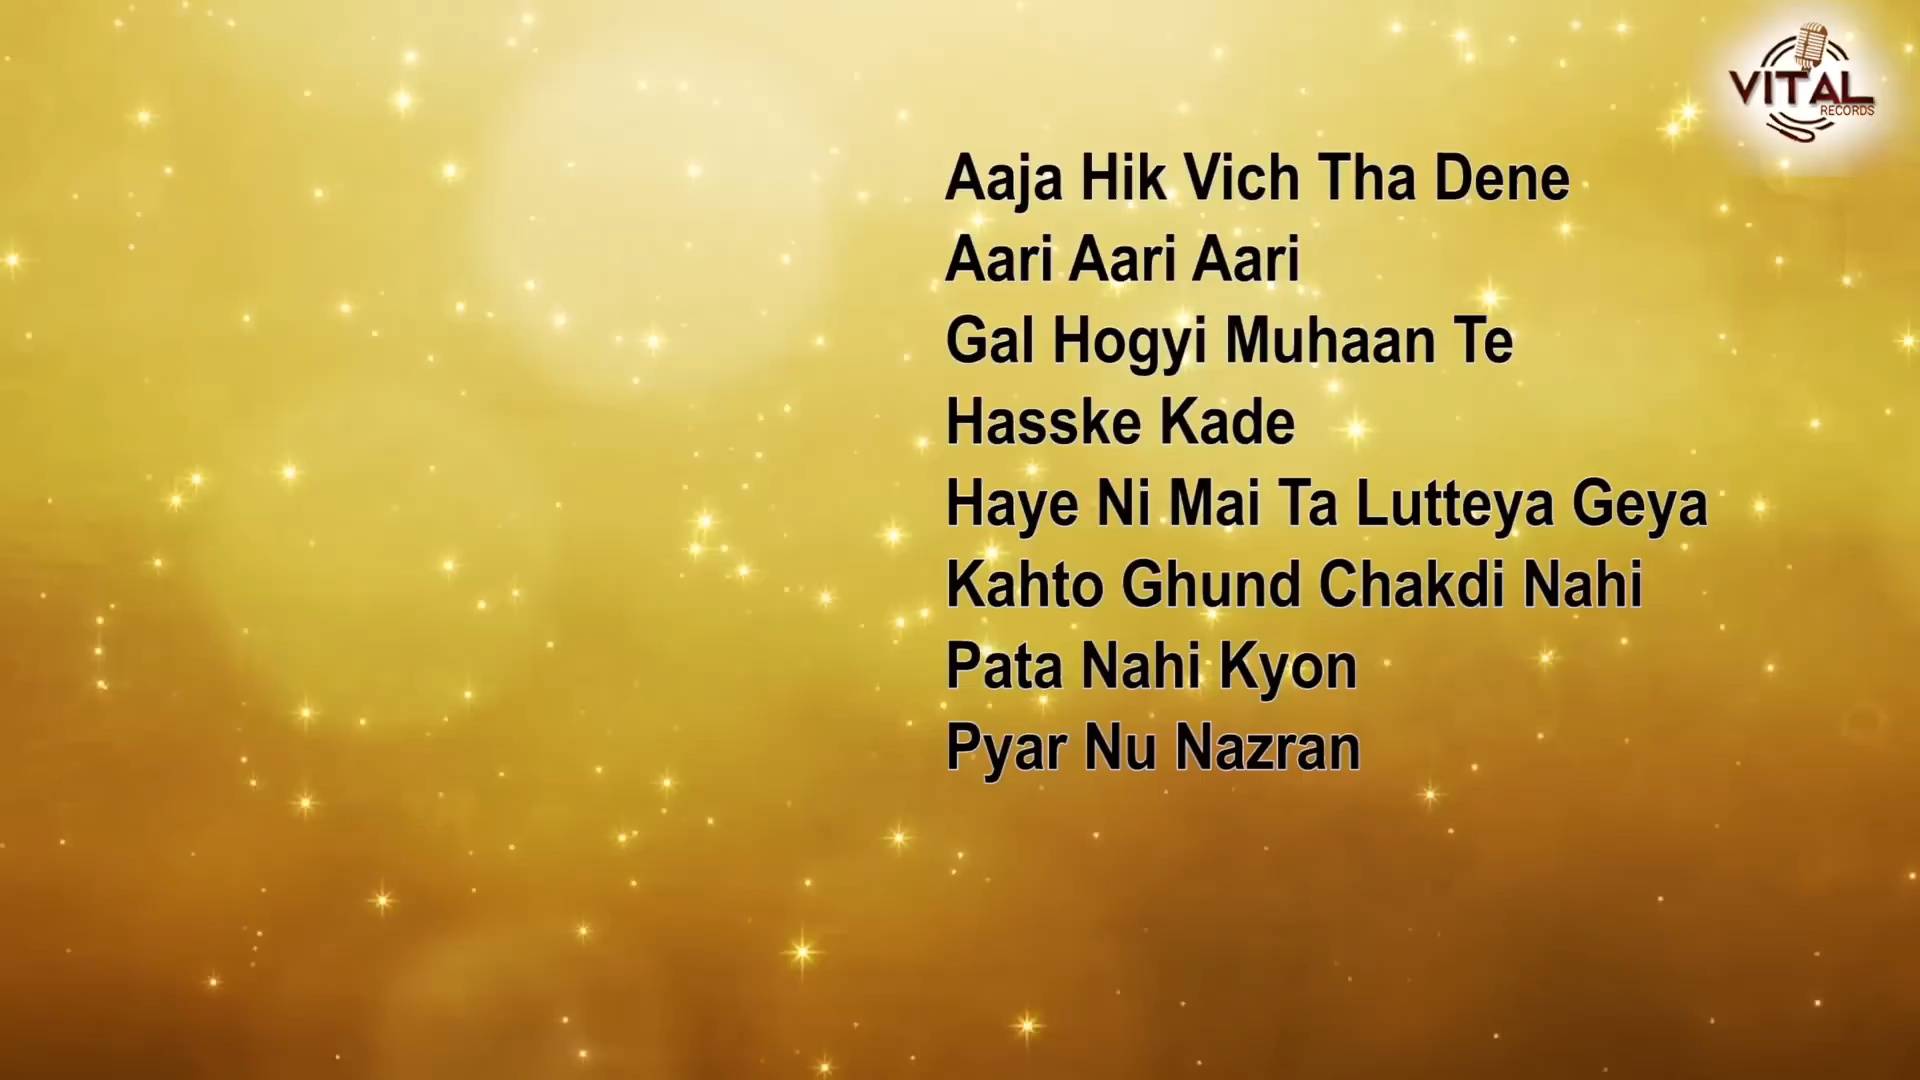 VITAL
RECORDS
Aaja Hik Vich Tha Dene
Aari Aari Aari
Gal Hogyi Muhaan Te
Hasske Kade
Haye Ni Mai Ta Lutteya Geya
Kahto Ghund Chakdi Nahi
Pata Nahi Kyon
Pyar Nu Nazran